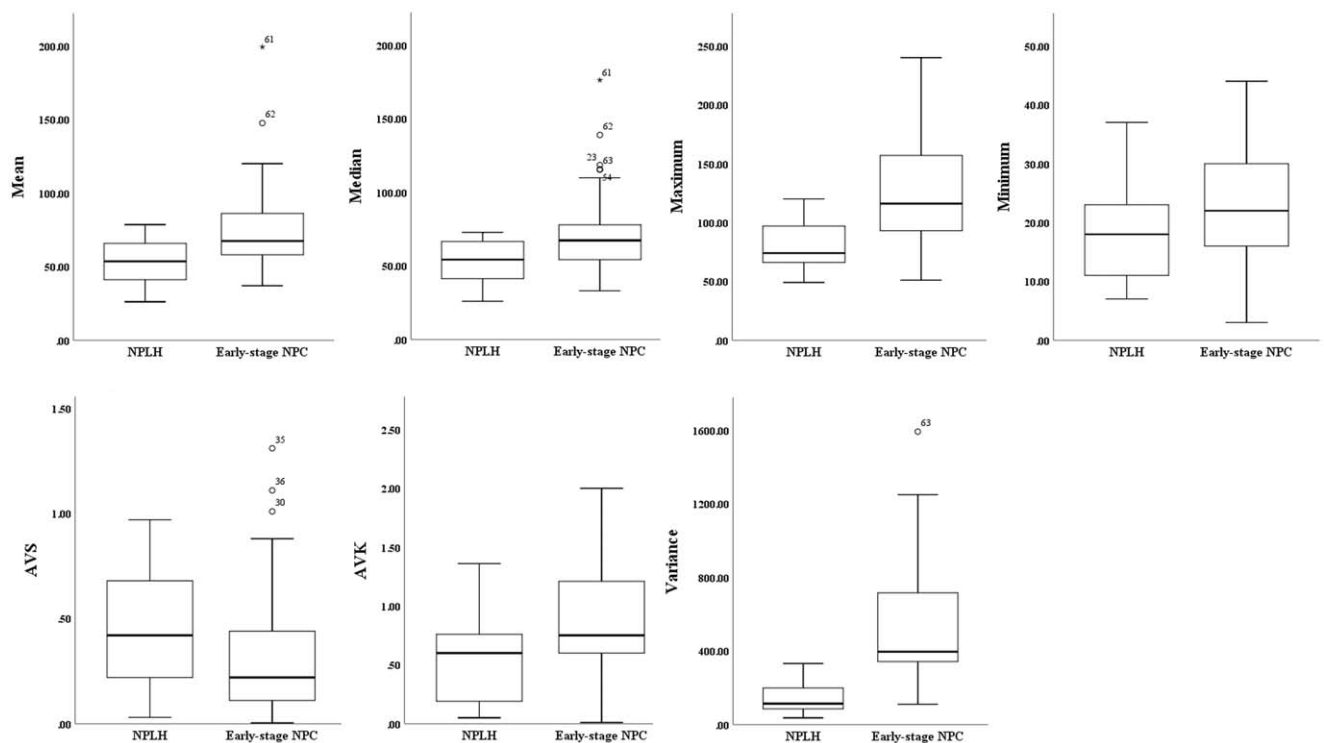 Mean
200.00
150.00
100.00
50.00
.00
61
62
NPLH
Early-stage NPC
Median
200.00
150.00
100.00
50.00
.00
61
62
23
63
54
NPLH
Early-stage NPC
Maximum
250.00
200.00
150.00
100.00
50.00
.00
NPLH
Early-stage NPC
Minimum
50.00
40.00
30.00
20.00
10.00
.00
NPLH
Early-stage NPC
AVS
1.50
1.00
.50
.00
35
36
30
NPLH
Early-stage NPC
AVK
2.50
2.00
1.50
1.00
.50
.00
NPLH
Early-stage NPC
Variance
1600.00
1200.00
800.00
400.00
.00
63
NPLH
Early-stage NPC